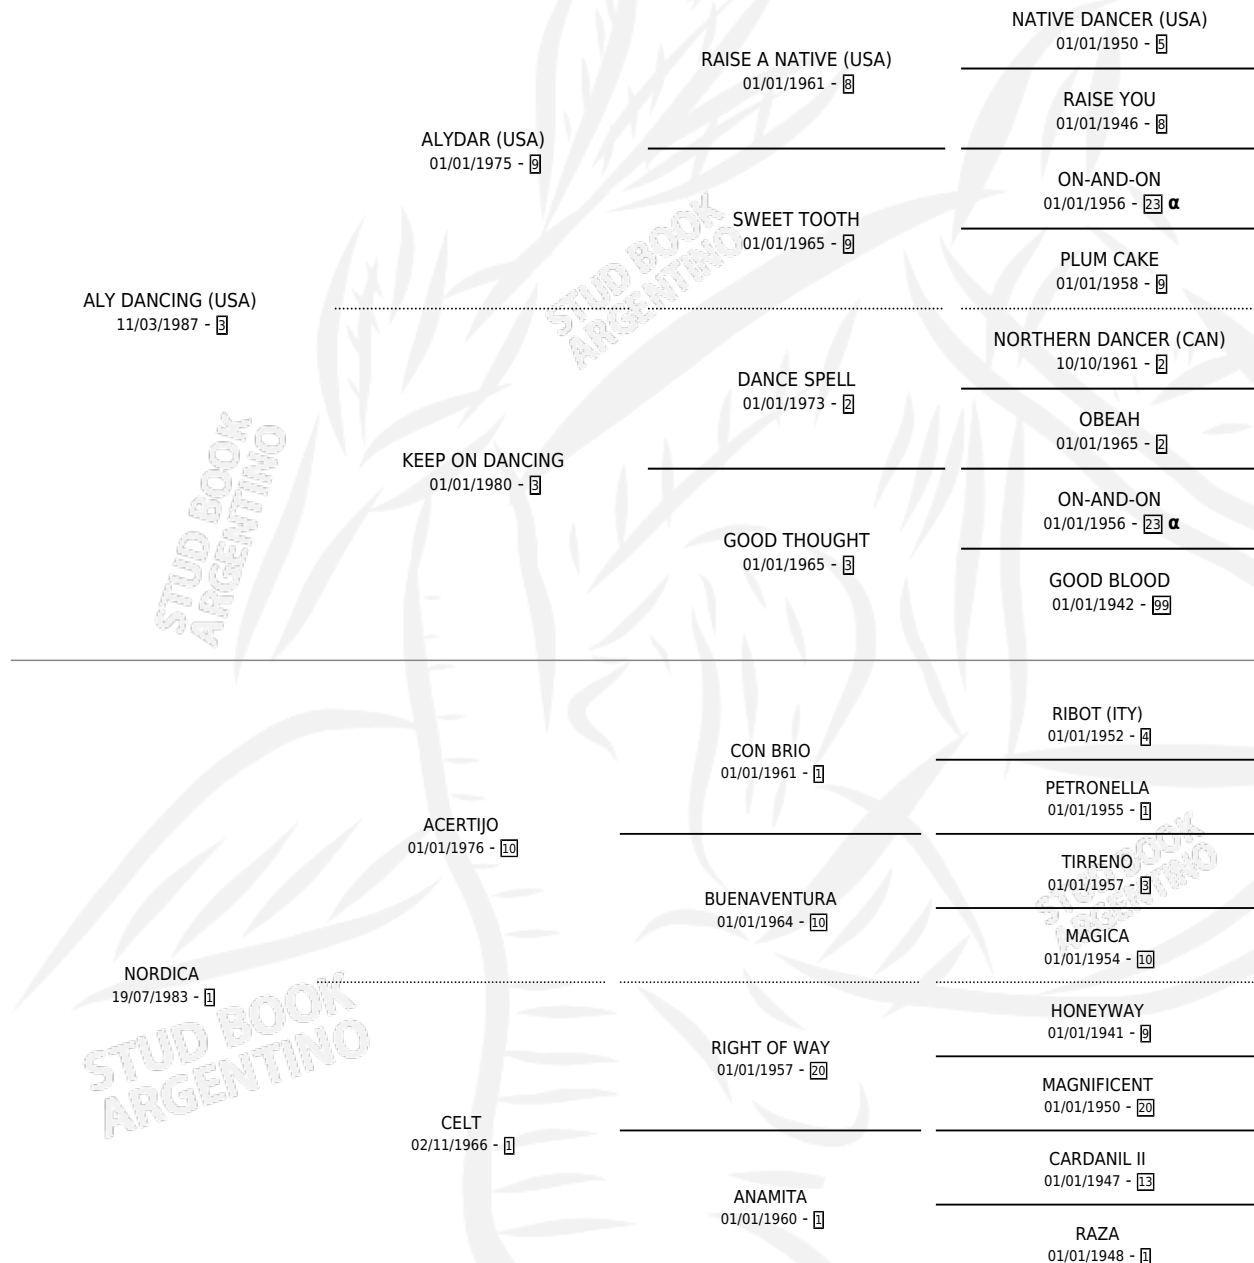 NATIVE DANCER (USA)
01/01/1950 - 5
RAISE A NATIVE (USA)
01/01/1961 - 8
RAISE YOU
01/01/1946 - 8
ALYDAR (USA)
01/01/1975 - 9
ON-AND-ON
01/01/1956 - 23 α
SWEET TOOTH
01/01/1965 - 9
PLUM CAKE
01/01/1958 - 9
ALY DANCING (USA)
11/03/1987 - 3
NORTHERN DANCER (CAN)
10/10/1961 - 2
DANCE SPELL
01/01/1973 - 2
OBEAH
01/01/1965 - 2
KEEP ON DANCING
01/01/1980 - 3
ON-AND-ON
01/01/1956 - 23 α
GOOD THOUGHT
01/01/1965 - 3
GOOD BLOOD
01/01/1942 - 99
RIBOT (ITY)
01/01/1952 - 4
CON BRIO
01/01/1961 - 1
PETRONELLA
01/01/1955 - 1
ACERTIJO
01/01/1976 - 10
TIRRENO
01/01/1957 - 3
BUENAVENTURA
01/01/1964 - 10
MAGICA
01/01/1954 - 10
NORDICA
19/07/1983 - 1
HONEYWAY
01/01/1941 - 9
RIGHT OF WAY
01/01/1957 - 20
MAGNIFICENT
01/01/1950 - 20
CELT
02/11/1966 - 1
CARDANIL II
01/01/1947 - 13
ANAMITA
01/01/1960 - 1
RAZA
01/01/1948 - 1
STUD BOOK
ARGENTINO
STUD BOOK
ARGENTINO
STUD BOOK
ARGENTINO
STUD BOOK
ARGENTINO